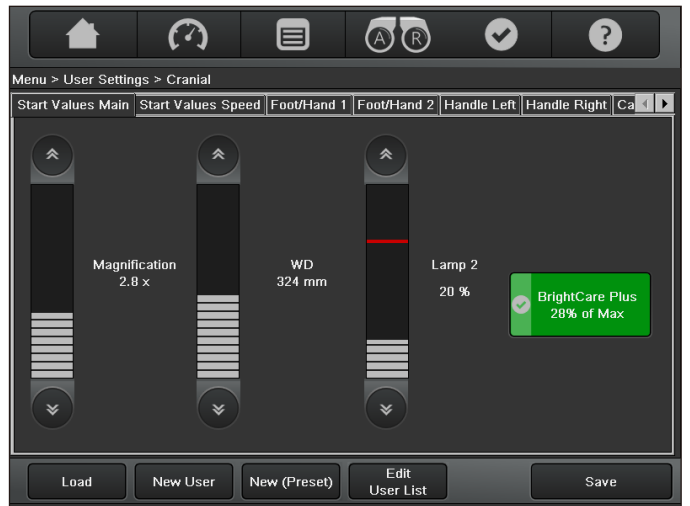 A R ?
Menu > User Settings > Cranial
Start Values Main Start Values Speed Foot/Hand 1 Foot/Hand 2 Handle Left Handle Right Ca
Magnification
2.8 x
WD
324 mm
Lamp 2
20 %
BrightCare Plus
28% of Max
Load New User New (Preset) Edit
User List Save